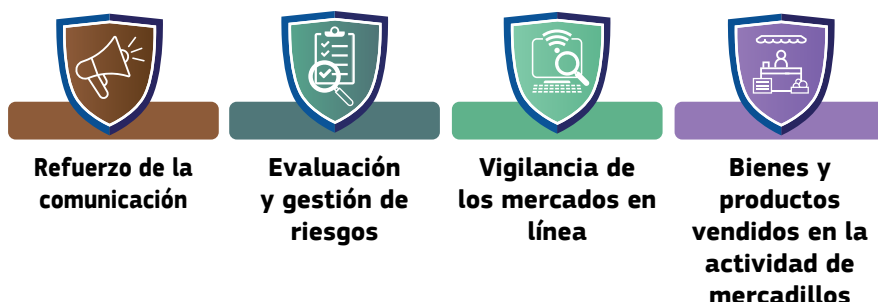 Refuerzo de la
comunicación
Evaluación
y gestión de
riesgos
Vigilancia de
los mercados en
línea
Bienes y
productos
vendidos en la
actividad de
mercadillos